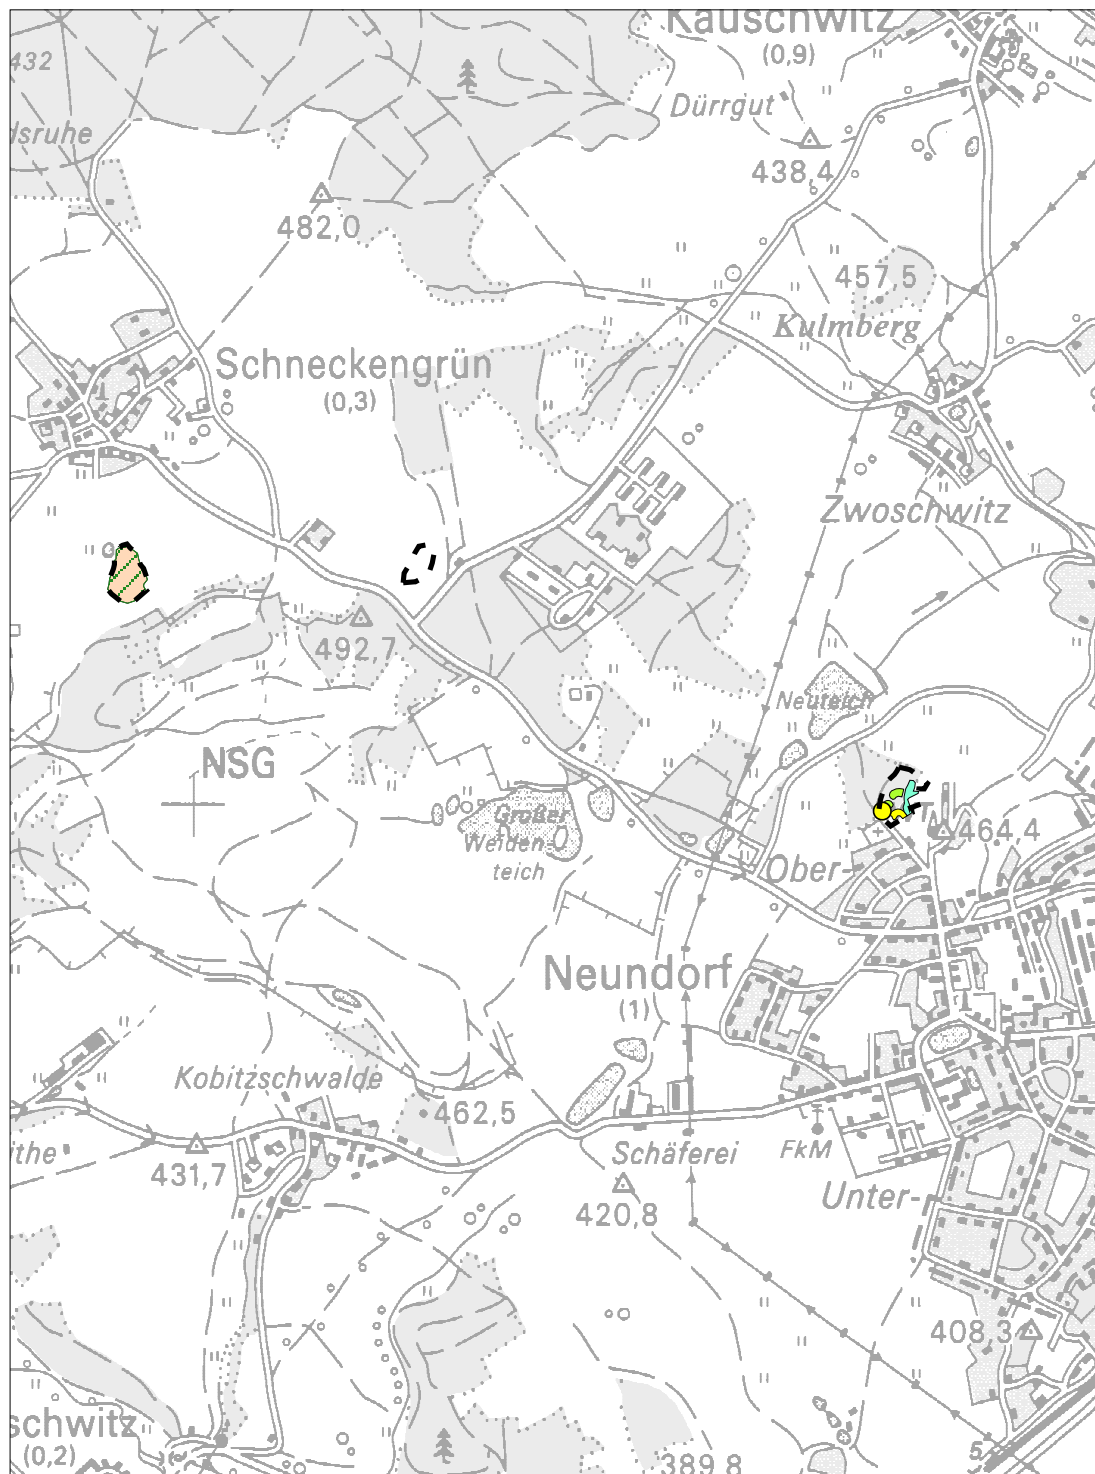 Kauschwitz
(0,9)
432
Dürrgut
dsruhe
438,4
482,0
457,5
Kulmberg
Schneckengrün
(0,3)
Zwoschwitz
492,7
Neuteich
NSG
Großer
Weiden-
teich
464,4
Ober-
Neundorf
(1)
Kobitzschwalde
462,5
FkM
Schäferei
ithe
431,7
Unter-
420,8
408,3
schwitz
(0,2)
5
389,8